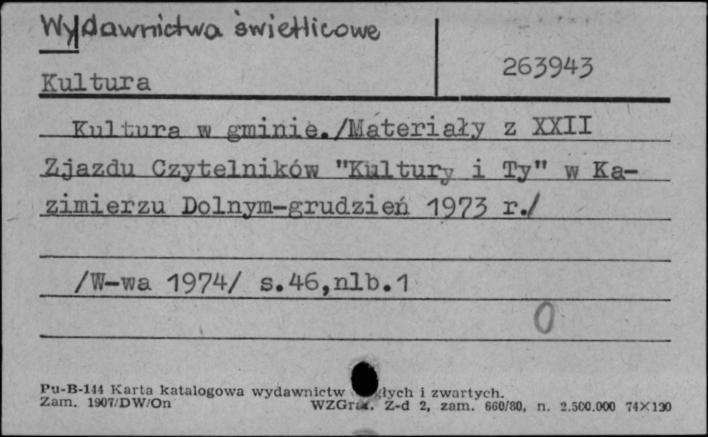 Wydawnictwa świetlicowe
263943
Kultura
Kultura w gminie./Materiały z XXII
Zjazdu Czytelników "Kultury i Ty" w Ka-
zimierzu Dolnym-grudzień 1973 r./
/W-wa 1974/ s.46,nlb.1
0
Pu-B-144 Karta katalogowa wydawnictw głych i zwartych.
Zam. 1907/DW/On WZGraf. Z-d 2, zam. 660/80, n. 2.500.000 74×120